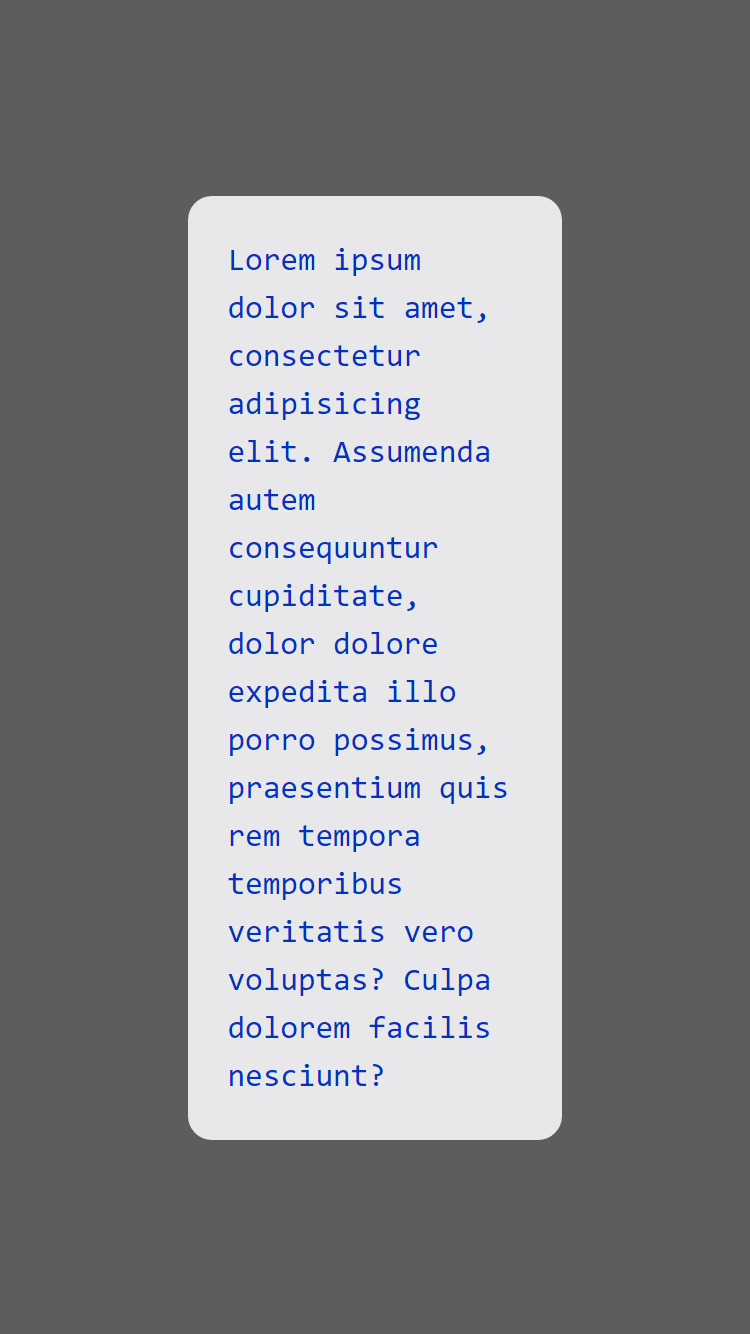 Lorem ipsum
dolor sit amet,
consectetur
adipisicing
elit. Assumenda
autem
consequuntur
cupiditate,
dolor dolore
expedita illo
porro possimus,
praesentium quis
rem tempora
temporibus
veritatis vero
voluptas? Culpa
dolorem facilis
nesciunt?